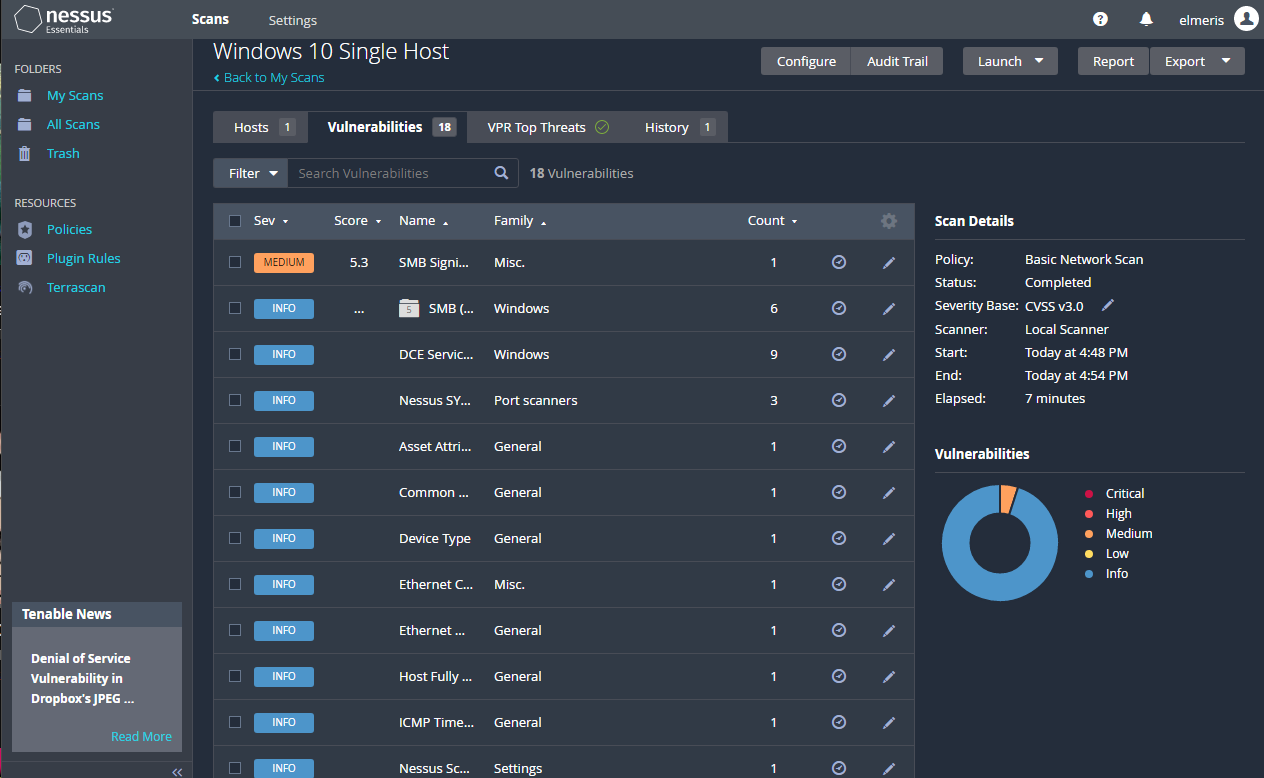 nessus
Essentials
Scans
Settings
elmeris
FOLDERS
My Scans
All Scans
Trash
RESOURCES
Policies
Plugin Rules
Terrascan
Tenable News
Denial of Service
Vulnerability in
Dropbox's JPEG ...
Read More
Windows 10 Single Host
Back to My Scans
Configure Audit Trail Launch Report Export
Hosts 1 Vulnerabilities 18 VPR Top Threats History 1
Filter Search Vulnerabilities 18 Vulnerabilities
Sev Score Name Family Count
MEDIUM 5.3 SMB Signi... Misc. 1
INFO ... 5 SMB (... Windows 6
INFO DCE Servic... Windows 9
INFO Nessus SY... Port scanners 3
INFO Asset Attri... General 1
INFO Common ... General 1
INFO Device Type General 1
INFO Ethernet C... Misc. 1
INFO Ethernet ... General 1
INFO Host Fully ... General 1
INFO ICMP Time... General 1
INFO Nessus Sc... Settings 1
Scan Details
Policy: Basic Network Scan
Status: Completed
Severity Base: CVSS v3.0
Scanner: Local Scanner
Start: Today at 4:48 PM
End: Today at 4:54 PM
Elapsed: 7 minutes
Vulnerabilities
Critical
High
Medium
Low
Info